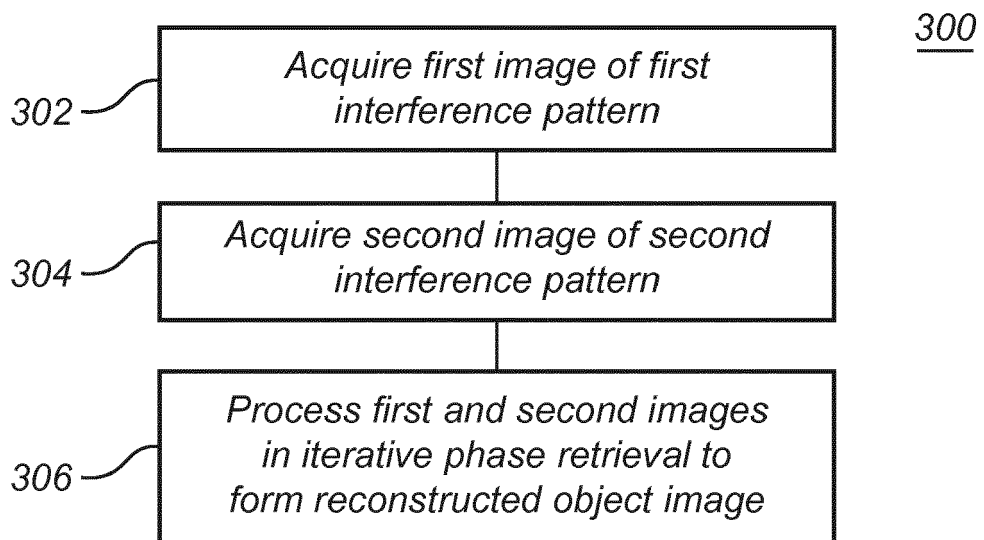 300
302
Acquire first image of first
interference pattern
304
Acquire second image of second
interference pattern
306
Process first and second images
in iterative phase retrieval to
form reconstructed object image